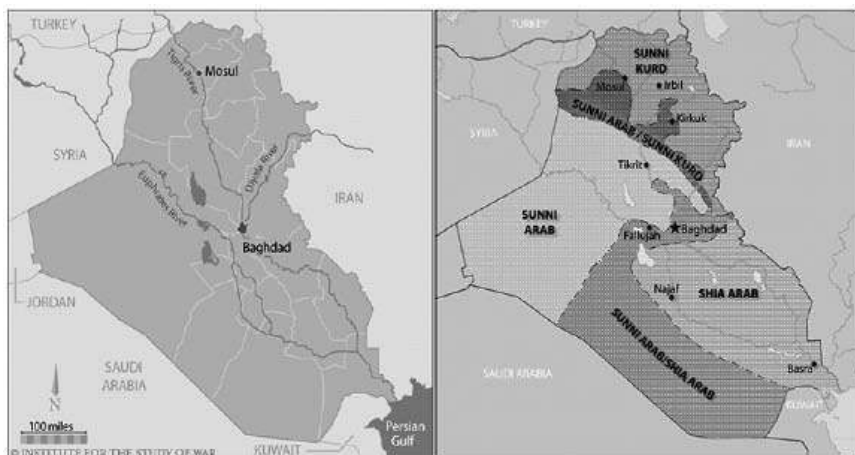 TURKEY
Mosul
Tigris River
SYRIA
Diyala River
Euphrates River
IRAN
Baghdad
JORDAN
SAUDI
ARABIA
N
100 miles
KUWAIT
Persian
Gulf
© INSTITUTE FOR THE STUDY OF WAR
TURKEY
SUNNI
KURD
Mosul
Irbil
Kirkuk
SYRIA
SUNNI ARAB / SUNNI KURD
IRAN
Tikrit
SUNNI
ARAB
Fallujah
Baghdad
Najaf
SHIA ARAB
SUNNI ARAB/SHIA ARAB
Basra
SAUDI ARABIA
KUWAIT